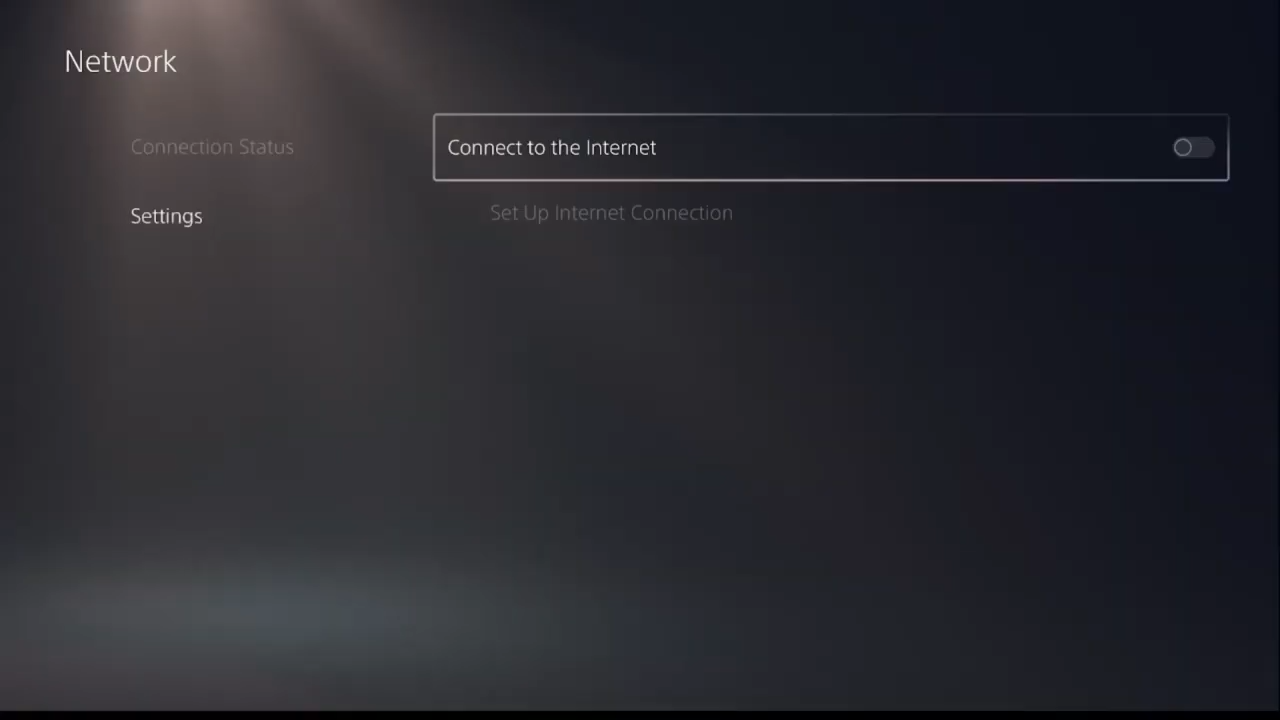 Network
Connection Status
Settings
Connect to the Internet
Set Up Internet Connection